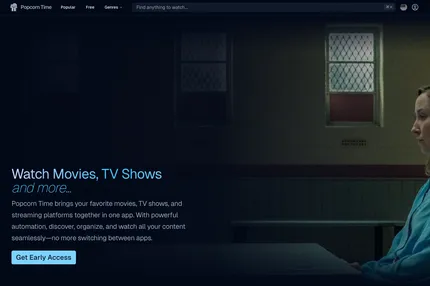 Popcorn Time
Popular
Free
Genres
Find anything to watch...
⌘K
Watch Movies, TV Shows
and more...
Popcorn Time brings your favorite movies, TV shows, and
streaming platforms together in one app. With powerful
automation, discover, organize, and watch all your content
seamlessly—no more switching between apps.
Get Early Access